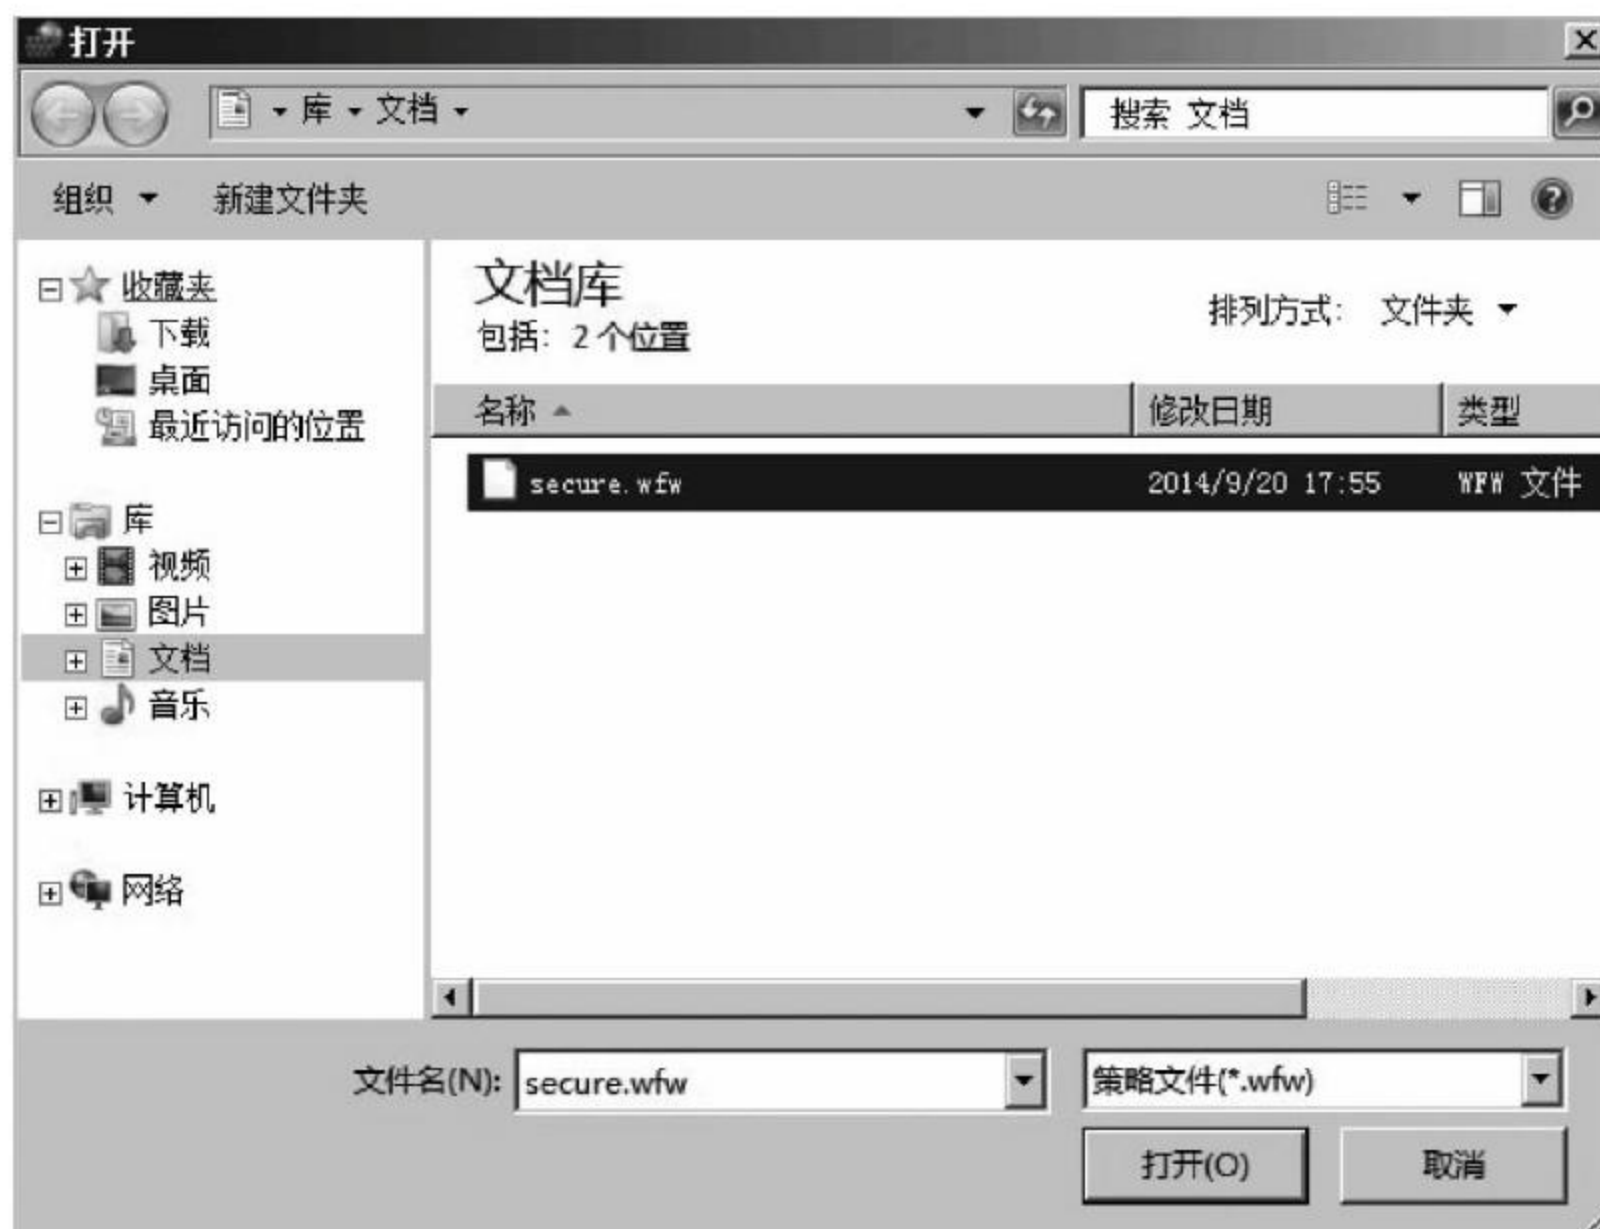 打开
库 文档
搜索 文档
组织 新建文件夹
收藏夹
下载
桌面
最近访问的位置
库
视频
图片
文档
音乐
计算机
网络
文档库
包括: 2个位置
排列方式: 文件夹
名称 修改日期 类型
secure.wfw 2014/9/20 17:55 WFW 文件
文件名(N): secure.wfw 策略文件(*.wfw)
打开(O) 取消